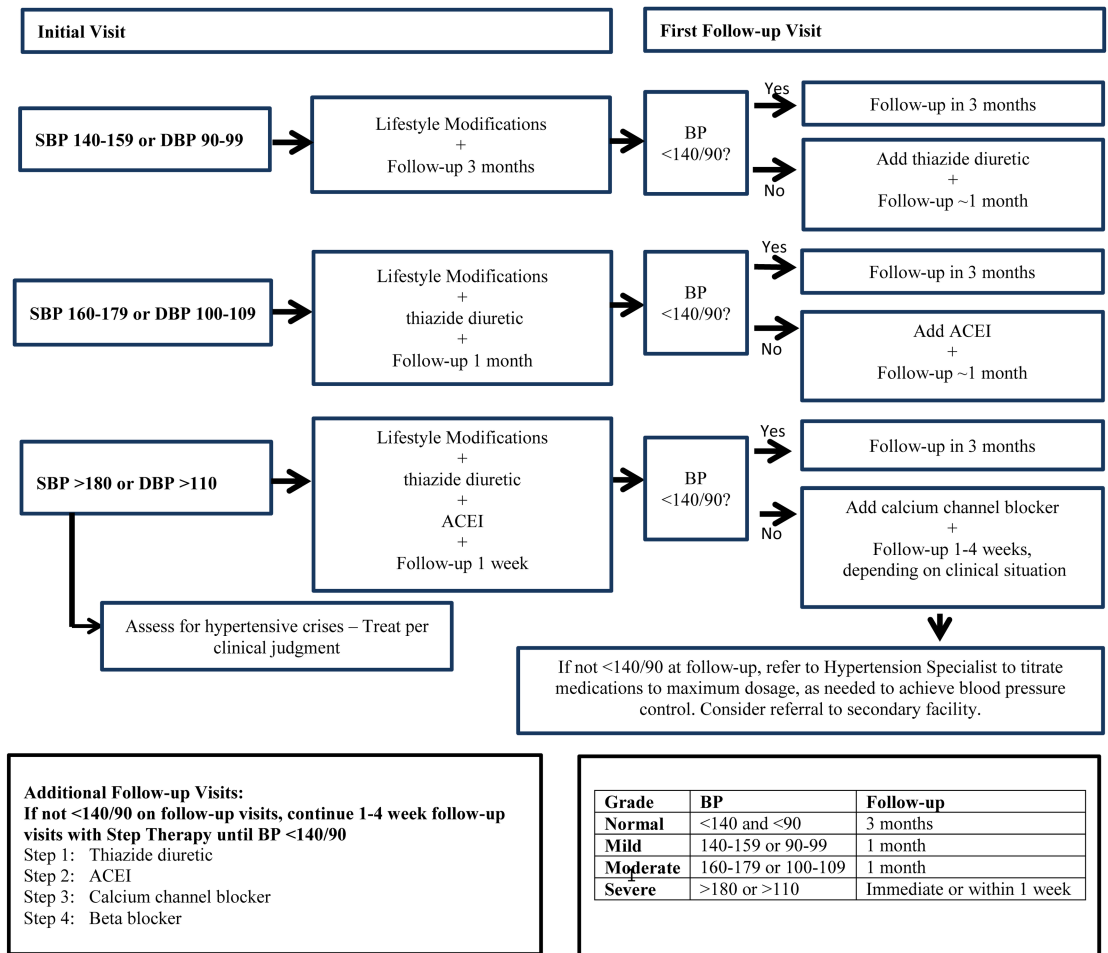 Initial Visit
First Follow-up Visit
SBP 140-159 or DBP 90-99
Lifestyle Modifications
+
Follow-up 3 months
BP
<140/90?
Yes
Follow-up in 3 months
No
Add thiazide diuretic
+
Follow-up ~1 month
SBP 160-179 or DBP 100-109
Lifestyle Modifications
+
thiazide diuretic
+
Follow-up 1 month
BP
<140/90?
Yes
Follow-up in 3 months
No
Add ACEI
+
Follow-up ~1 month
SBP >180 or DBP >110
Lifestyle Modifications
+
thiazide diuretic
+
ACEI
+
Follow-up 1 week
BP
<140/90?
Yes
Follow-up in 3 months
No
Add calcium channel blocker
+
Follow-up 1-4 weeks,
depending on clinical situation
Assess for hypertensive crises – Treat per
clinical judgment
If not <140/90 at follow-up, refer to Hypertension Specialist to titrate
medications to maximum dosage, as needed to achieve blood pressure
control. Consider referral to secondary facility.
Additional Follow-up Visits:
If not <140/90 on follow-up visits, continue 1-4 week follow-up
visits with Step Therapy until BP <140/90
Step 1: Thiazide diuretic
Step 2: ACEI
Step 3: Calcium channel blocker
Step 4: Beta blocker
Grade BP Follow-up
Normal <140 and <90 3 months
Mild 140-159 or 90-99 1 month
Moderate 160-179 or 100-109 1 month
Severe >180 or >110 Immediate or within 1 week